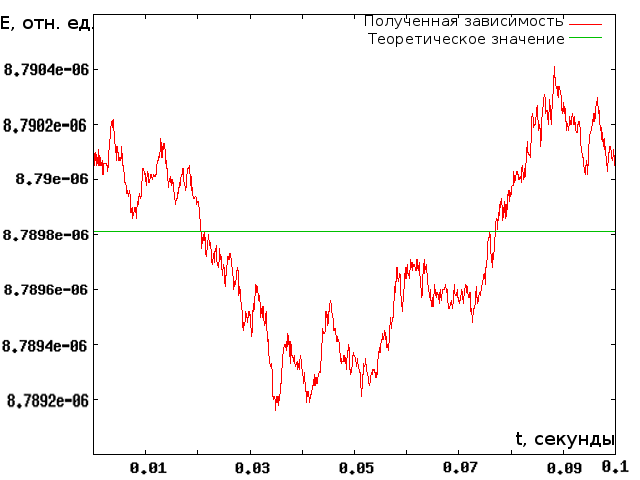 E, отн. ед.
Полученная зависимость
Теоретическое значение
8.7904e-06
8.7902e-06
8.79e-06
8.7898e-06
8.7896e-06
8.7894e-06
8.7892e-06
t, секунды
0.01 0.03 0.05 0.07 0.09 0.1